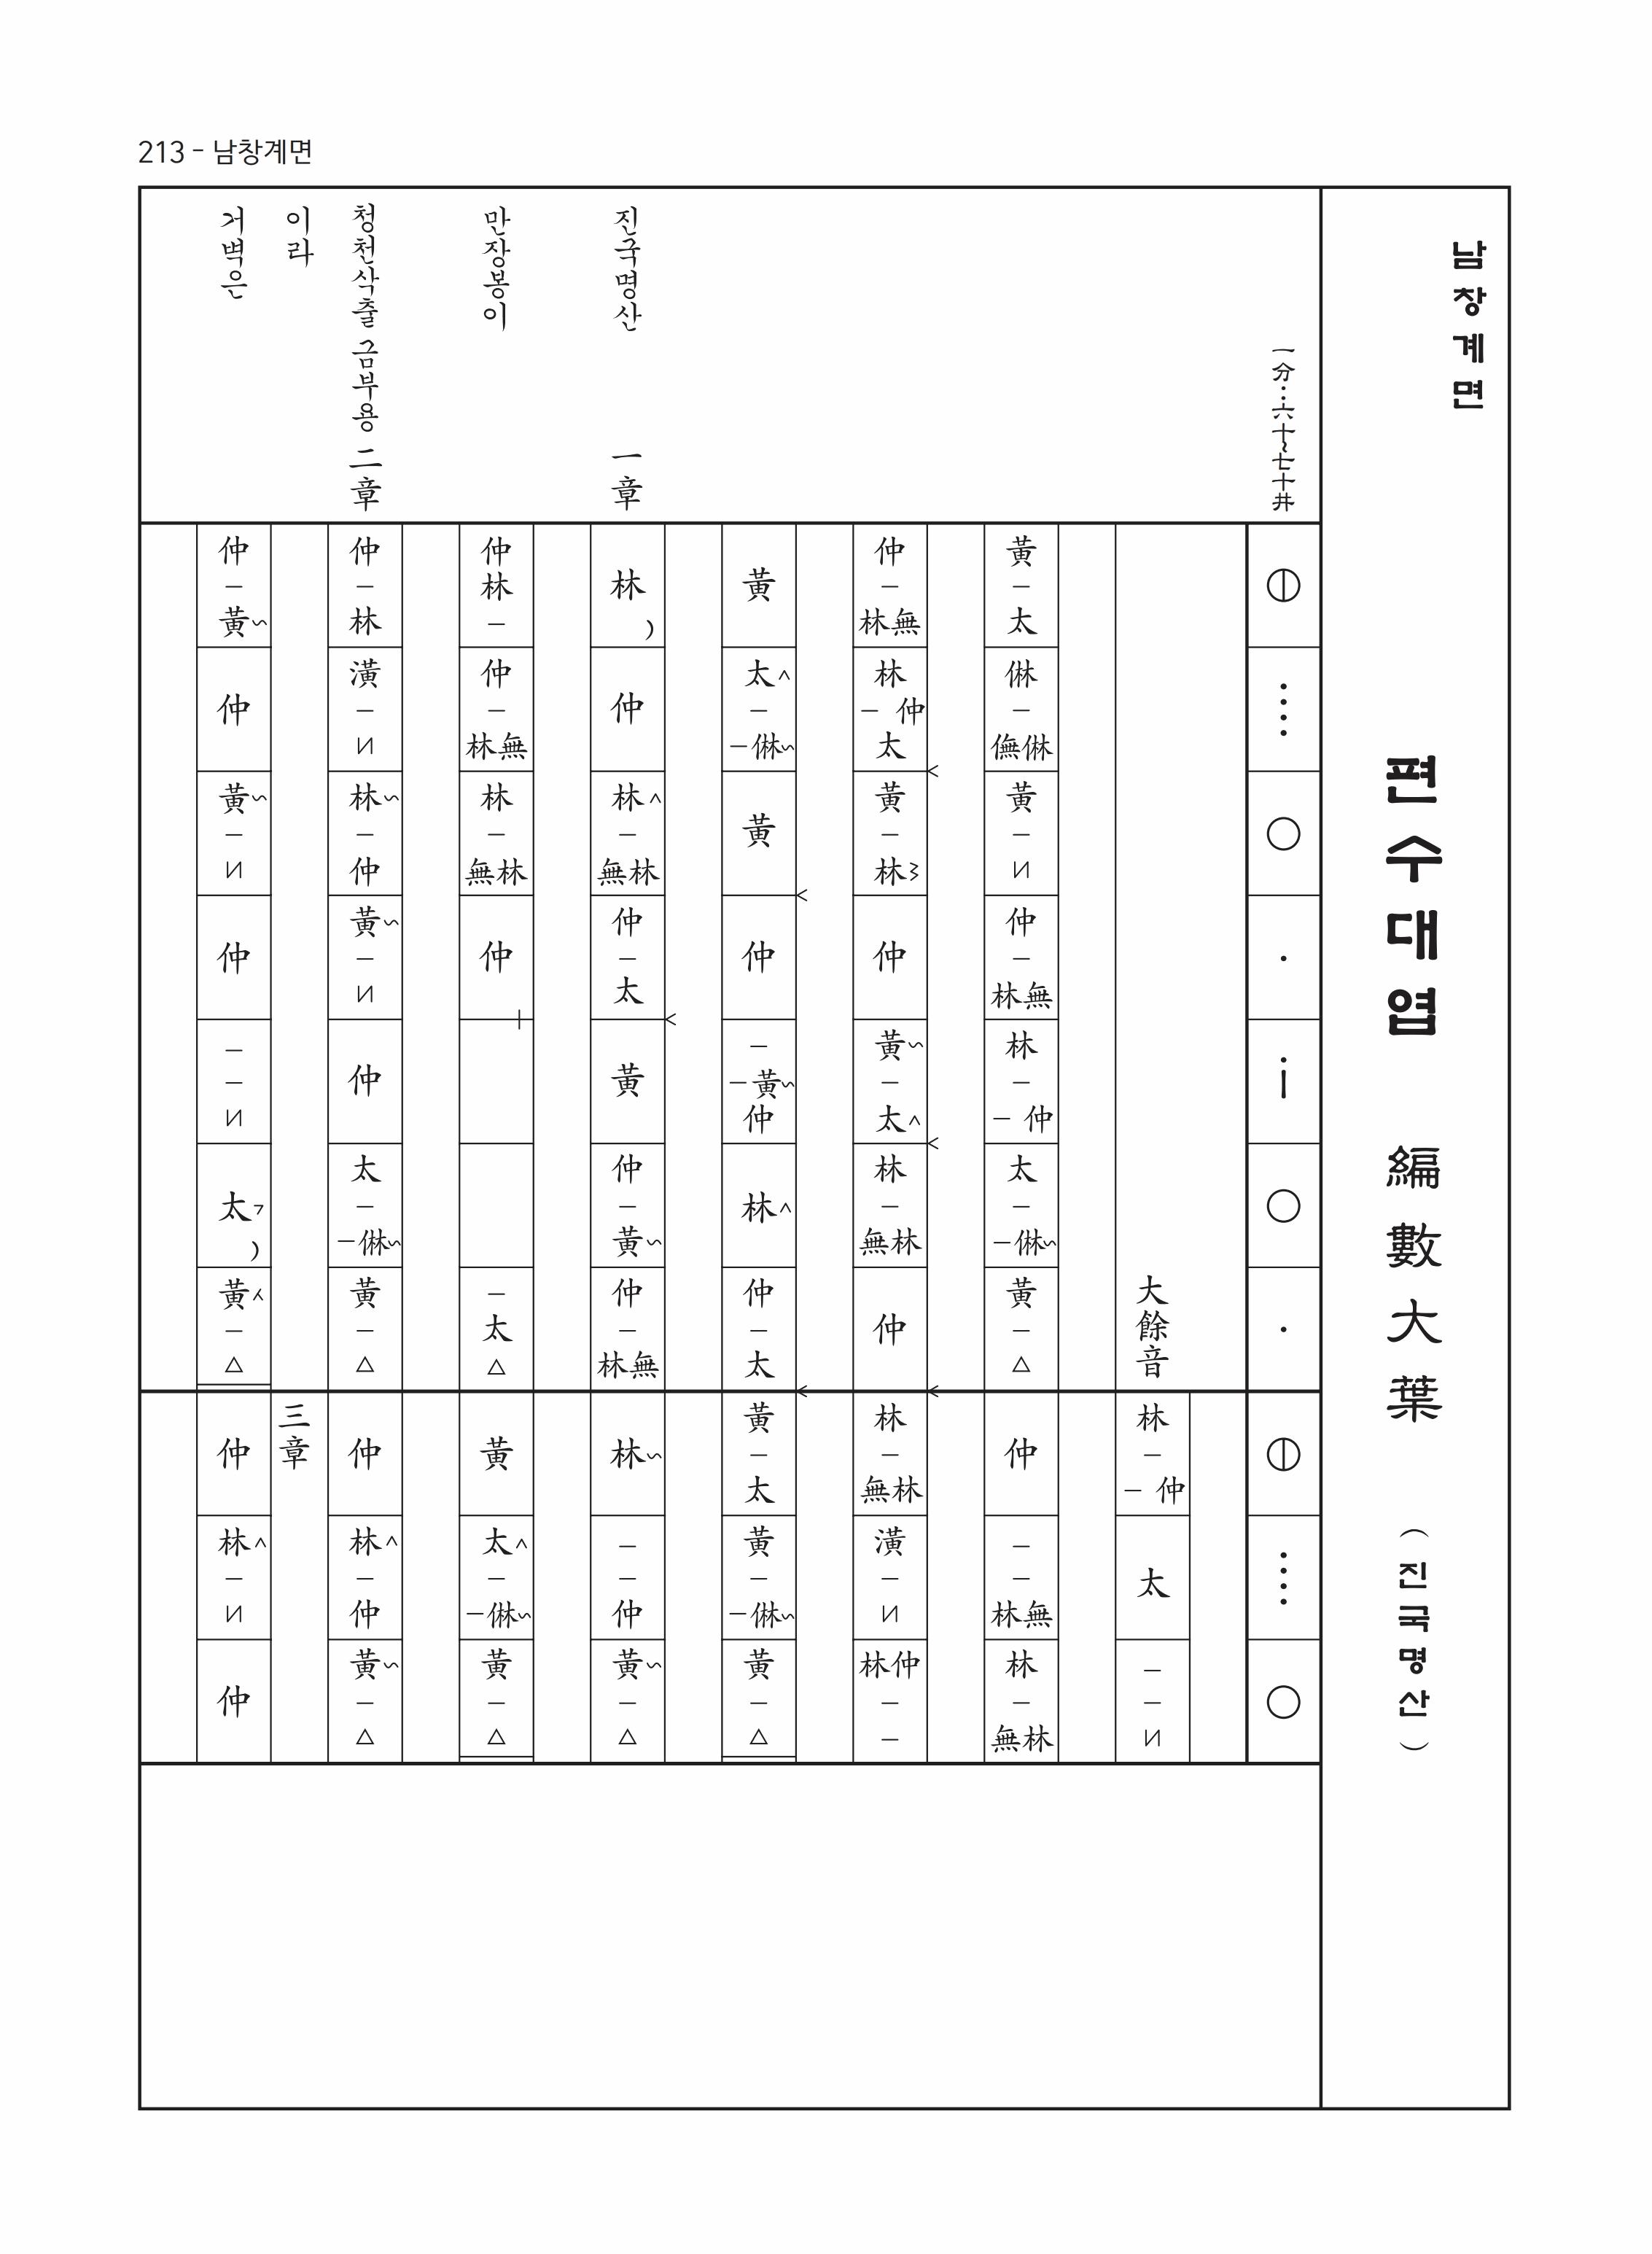 213 - 남창계면
남창계면
편수대엽 編數大葉 (진국명산)
一分‥六十~七十井
大餘音 林 – – 仲 太 – – И
黃 – 太 㑣 – 㒇㑣 黃 – И 仲 – 林無 林 – – 仲 太 – – 㑣 黃 – △ 仲 – – 林無 林 – 無林
仲 – 林無 林 – 仲 太 黃 – 林 仲 黃 – 太 林 – 無林 仲 林 – 無林 潢 – И 林仲 – –
黃 太 – – 㑣 黃 仲 – – 黃 仲 林 仲 – 太 黃 – 太 黃 – – 㑣 黃 – △
진국명산 一章 林 仲 林 – 無林 仲 – 太 黃 仲 – 黃 仲 – 林無 林 – – 仲 黃 – △
만장봉이 仲 林 – 仲 – 林無 林 – 無林 仲 – 太 △ 黃 太 – – 㑣 黃 – △
청천삭출 금부용 二章 仲 – 林 潢 – И 林 – 仲 黃 – И 仲 太 – – 㑣 黃 – △ 仲 林 – 仲 黃 – △
이라 三章
거벽은 仲 – 黃 仲 黃 – И 仲 – – И 太 黃 – △ 仲 林 – И 仲